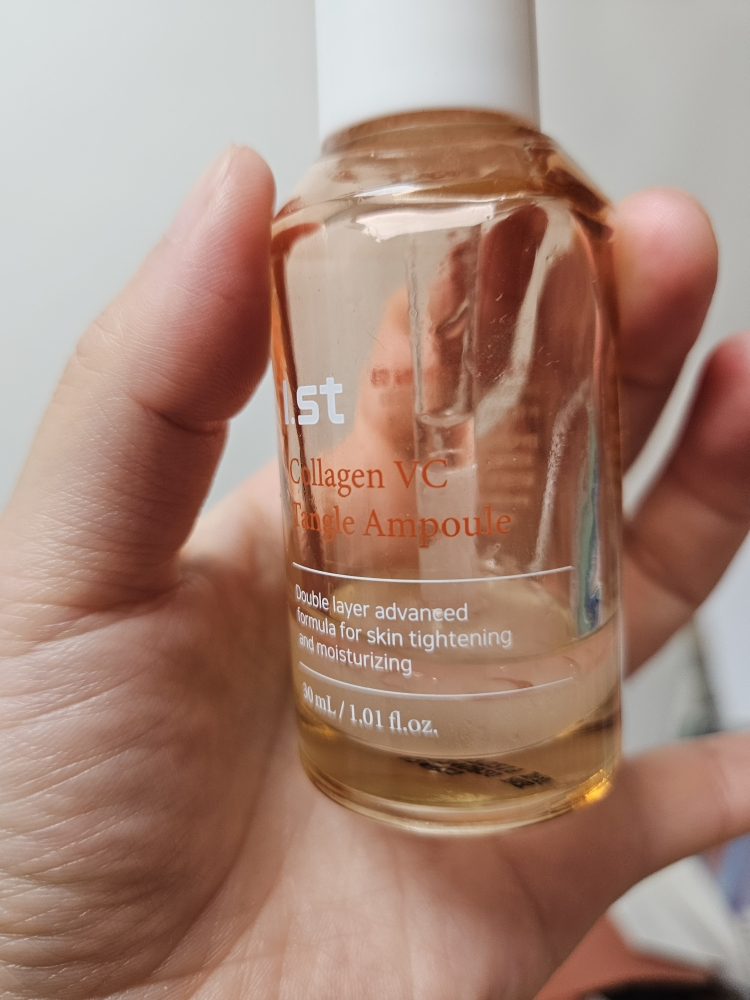 I.st
Collagen VC
Tangle Ampoule
Double layer advanced
formula for skin tightening
and moisturizing
30 mL / 1.01 fl.oz.